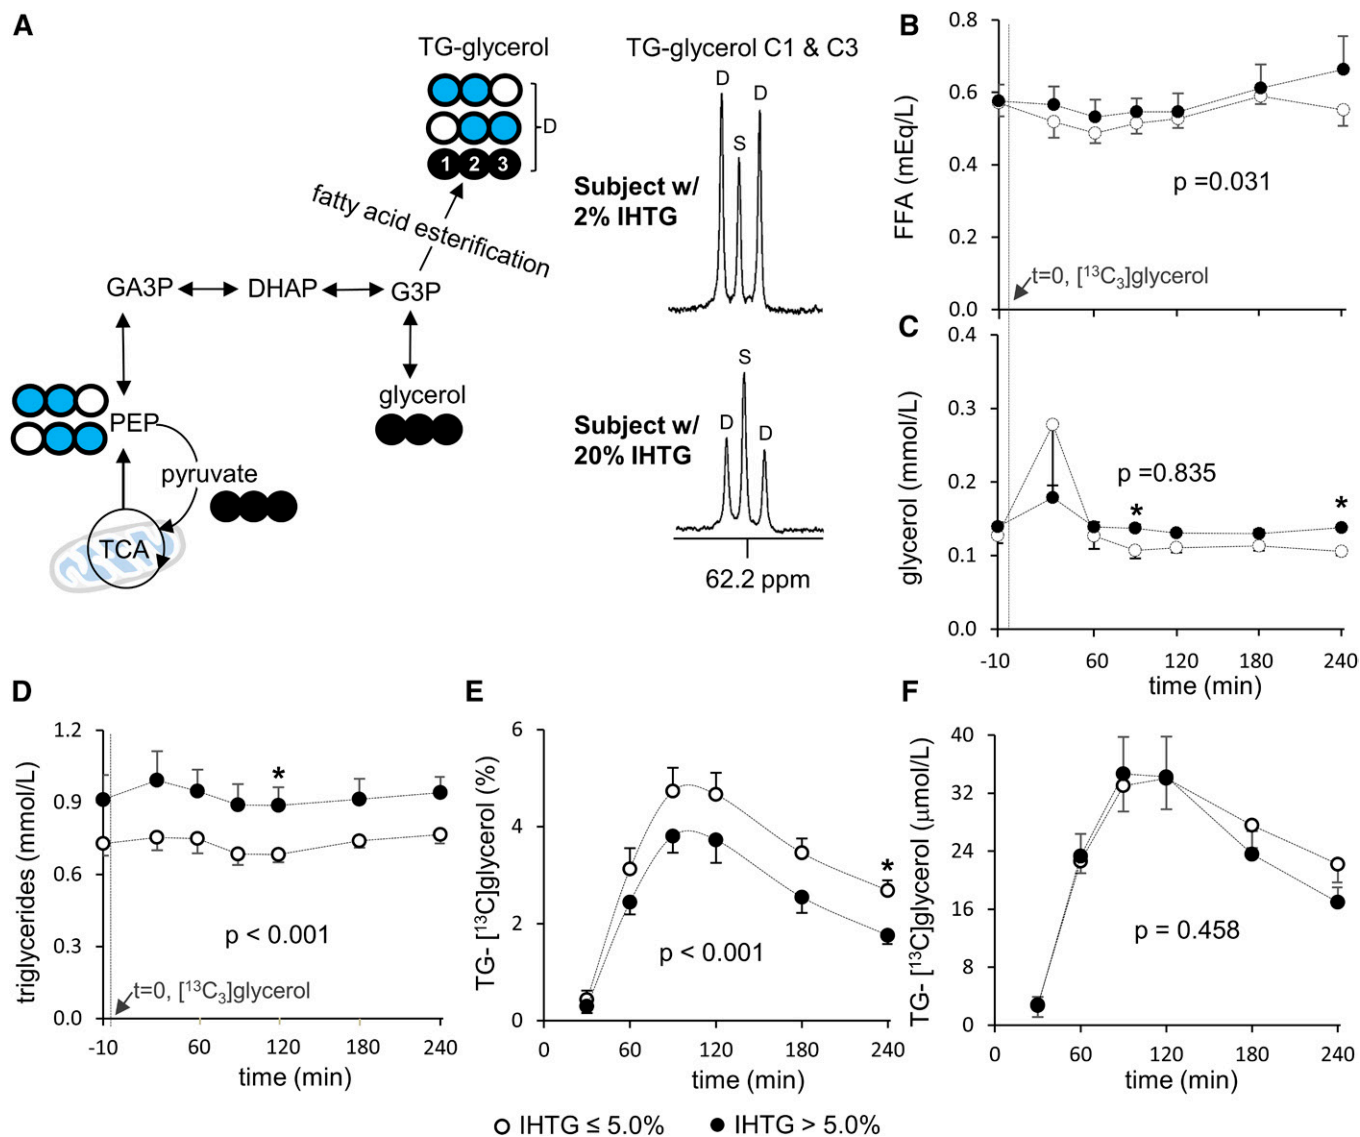 A
TG-glycerol
D
1 2 3
fatty acid esterification
GA3P
DHAP
G3P
PEP
glycerol
pyruvate
TCA
TG-glycerol C1 & C3
D
D
S
Subject w/
2% IHTG
S
D
D
Subject w/
20% IHTG
62.2 ppm
B
FFA (mEq/L)
0.8
0.6
0.4
0.2
0.0
p =0.031
t=0, [¹³C₃]glycerol
C
glycerol (mmol/L)
0.4
0.3
0.2
0.1
0.0
p =0.835
*
*
-10 60 120 180 240
time (min)
D
triglycerides (mmol/L)
1.2
0.9
0.6
0.3
0.0
*
p < 0.001
t=0, [¹³C₃]glycerol
-10 60 120 180 240
time (min)
E
TG- [¹³C]glycerol (%)
6
4
2
0
*
p < 0.001
0 60 120 180 240
time (min)
F
TG- [¹³C]glycerol (μmol/L)
40
32
24
16
8
0
p = 0.458
0 60 120 180 240
time (min)
IHTG ≤ 5.0%
IHTG > 5.0%